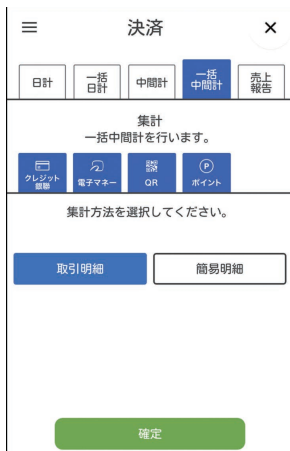 決済
日計
一括
日計
中間計
一括
中間計
売上
報告
集計
一括中間計を行います。
クレジット
銀聯
電子マネー
QR
P
ポイント
集計方法を選択してください。
取引明細
簡易明細
確定